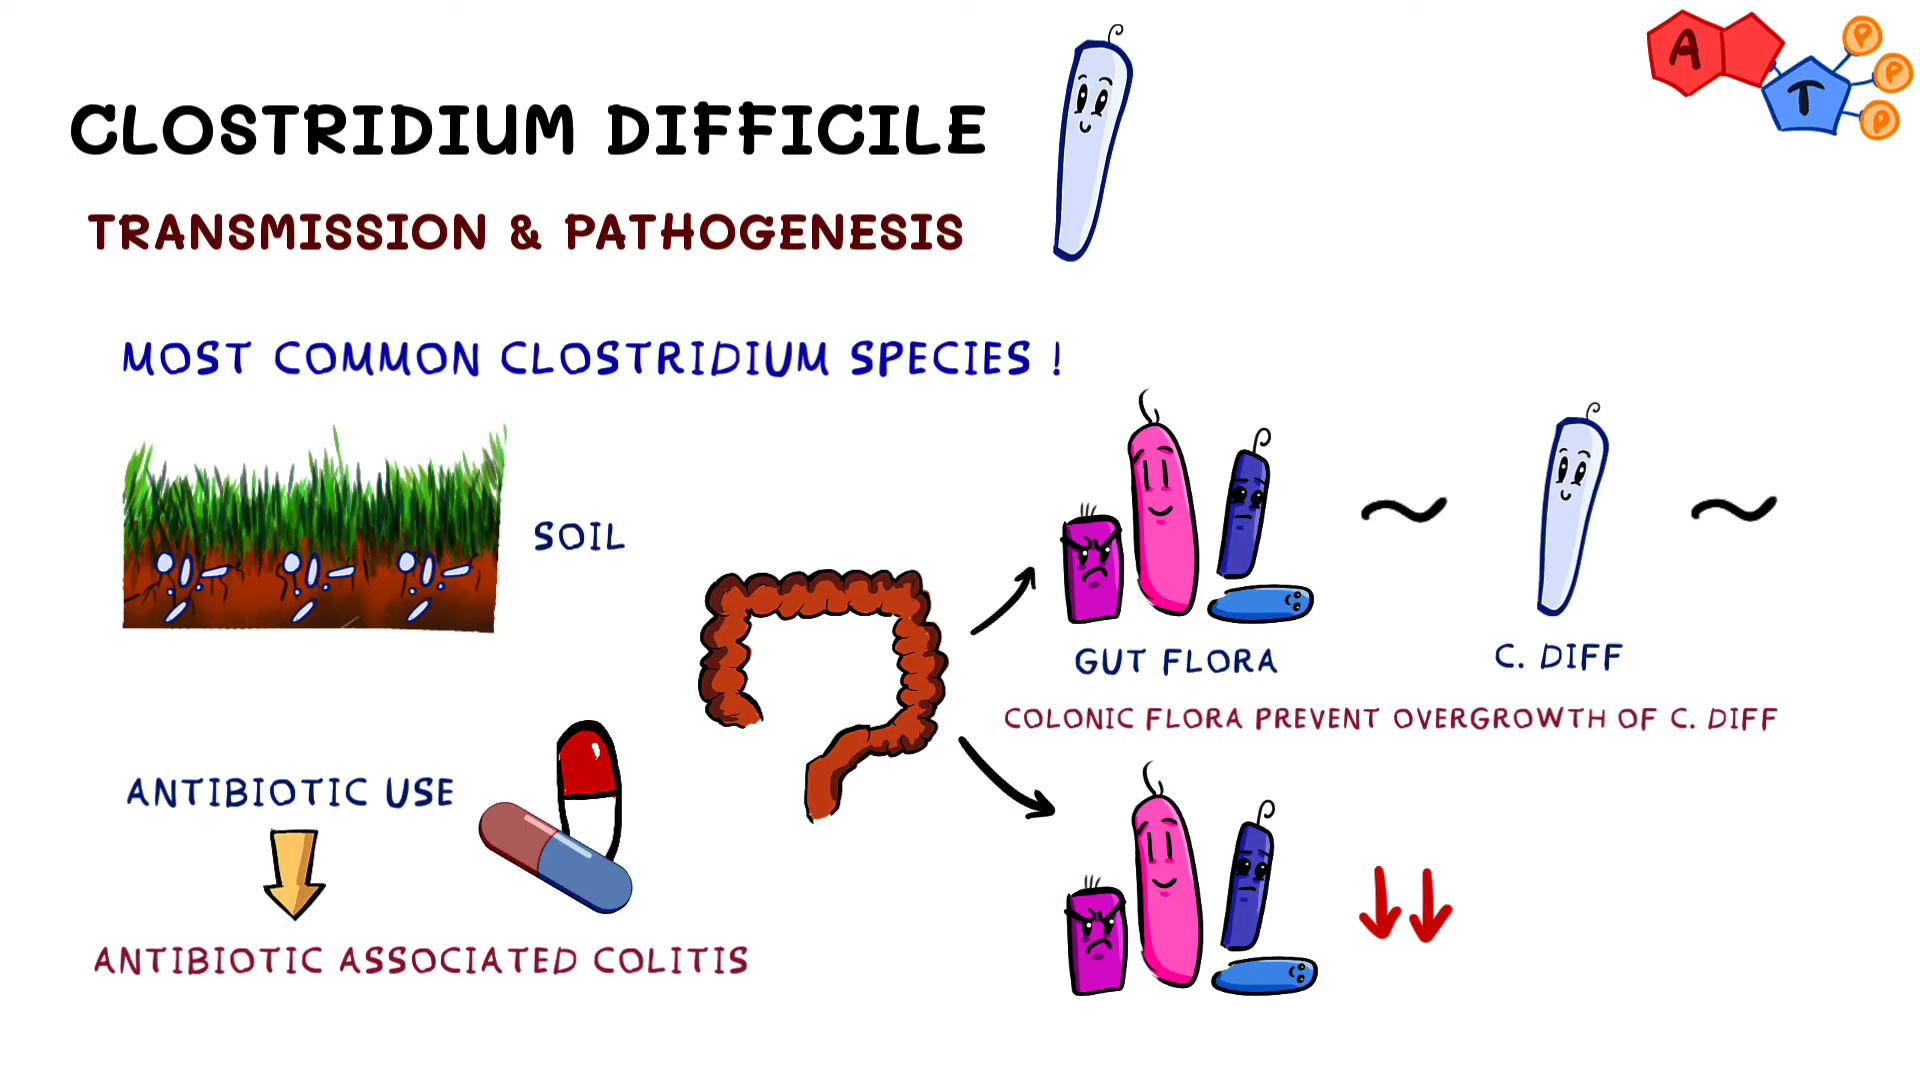 CLOSTRIDIUM DIFFICILE
TRANSMISSION & PATHOGENESIS
A T P P P
MOST COMMON CLOSTRIDIUM SPECIES !
SOIL
GUT FLORA
C. DIFF
COLONIC FLORA PREVENT OVERGROWTH OF C. DIFF
ANTIBIOTIC USE
ANTIBIOTIC ASSOCIATED COLITIS